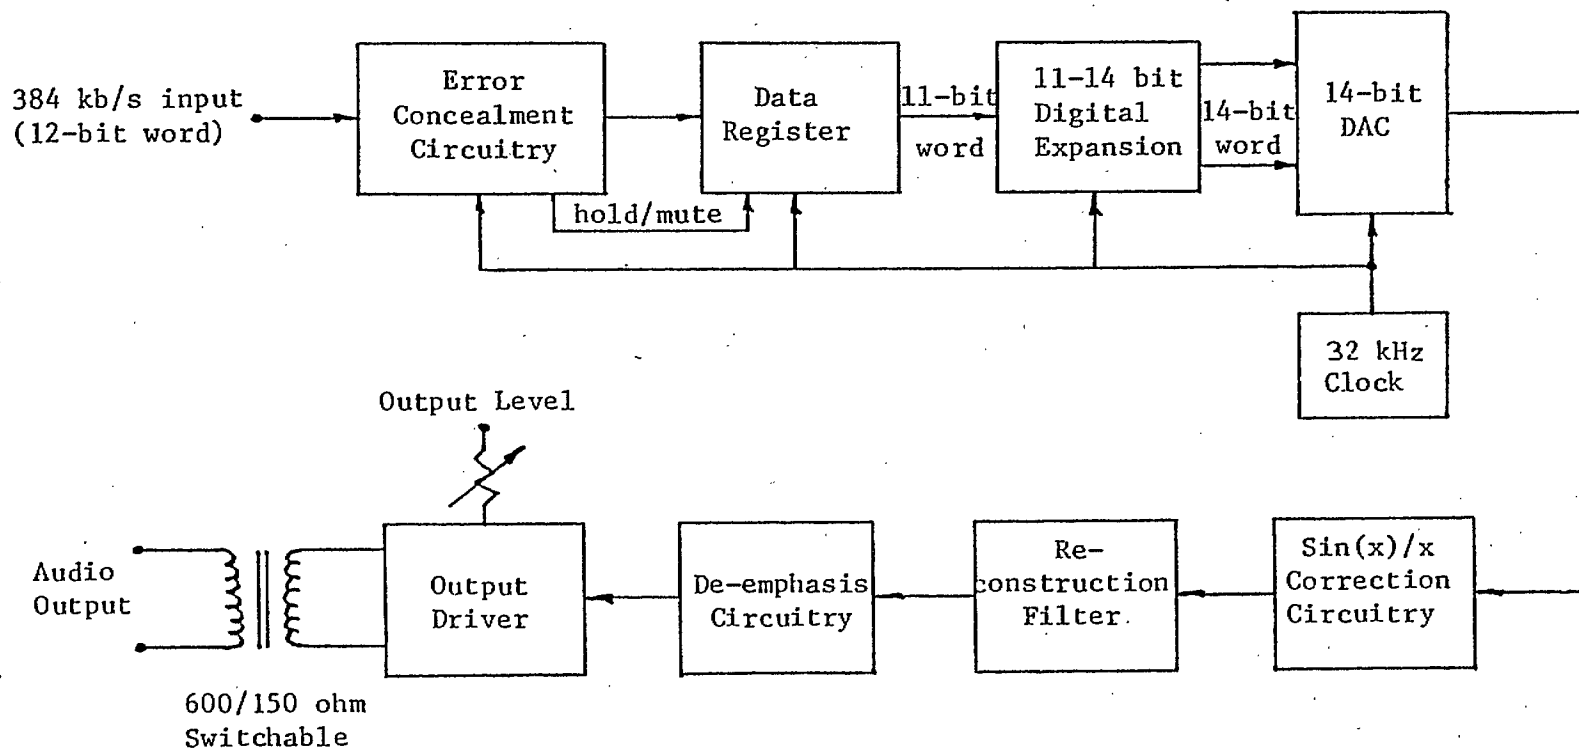 384 kb/s input
(12-bit word)
Error
Concealment
Circuitry
hold/mute
Data
Register
11-bit
word
11-14 bit
Digital
Expansion
14-bit
word
14-bit
DAC
32 kHz
Clock
Output Level
Audio
Output
600/150 ohm
Switchable
Output
Driver
De-emphasis
Circuitry
Re-
construction
Filter.
Sin(x)/x
Correction
Circuitry